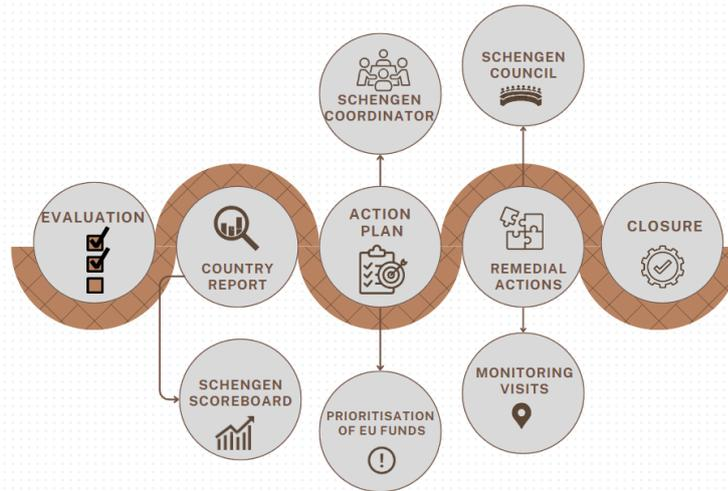 SCHENGEN
COUNCIL
SCHENGEN
COORDINATOR
EVALUATION
COUNTRY
REPORT
ACTION
PLAN
REMEDIAL
ACTIONS
CLOSURE
SCHENGEN
SCOREBOARD
PRIORITISATION
OF EU FUNDS
MONITORING
VISITS